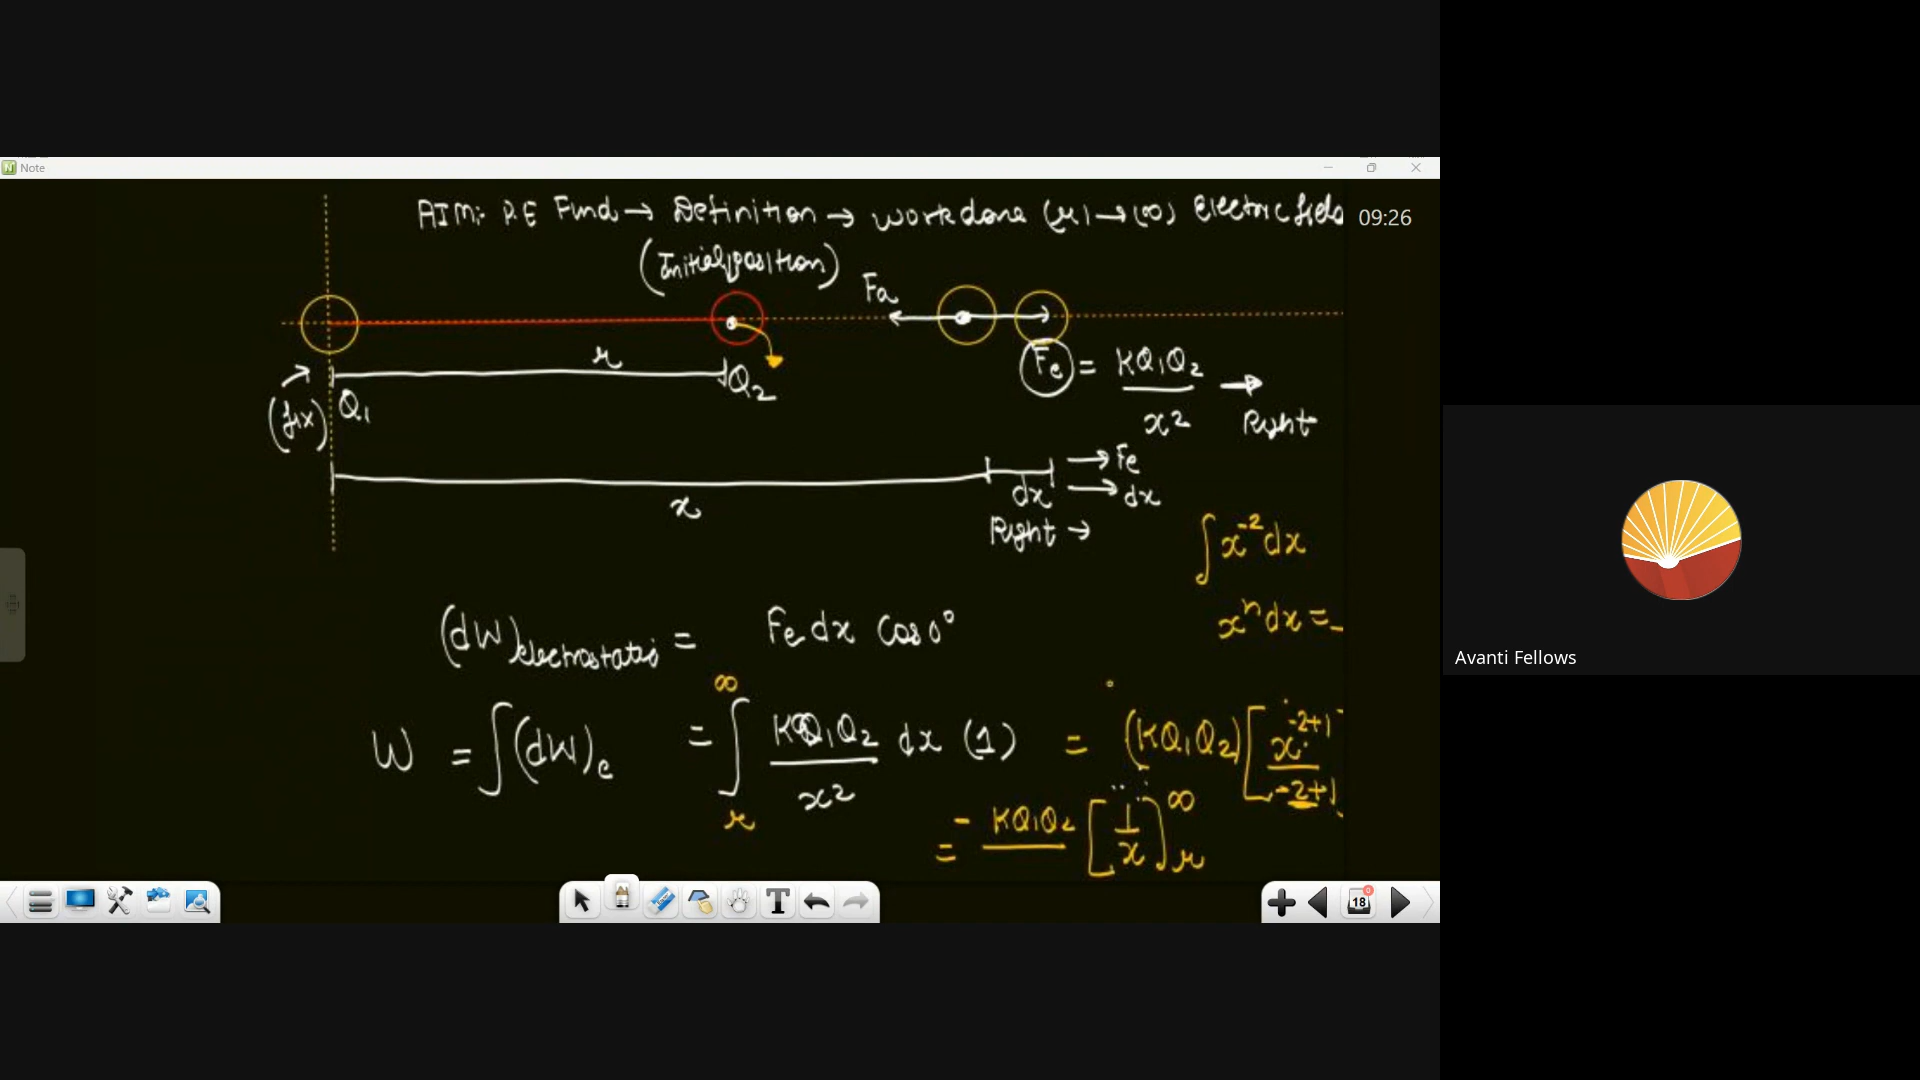 Note
AIM: P.E Find → Definition → workdone (r) → (∞) Electric field
09:26
(Initial position)
Fa
r
Q2
Fe = KQ1Q2 →
x2
Right
(fix) Q1
→ Fe
x
dx → dx
Right →
∫ x-2 dx
xn dx = -
(dW)electrostatic = Fe dx Cos 0°
W = ∫(dW)e = ∫ r ∞ KQ1Q2 / x2 dx (1) = (KQ1Q2) [ x-2+1 / -2+1
= - KQ1Q2 [ 1 / x ] ∞ r
Avanti Fellows
T
18
0